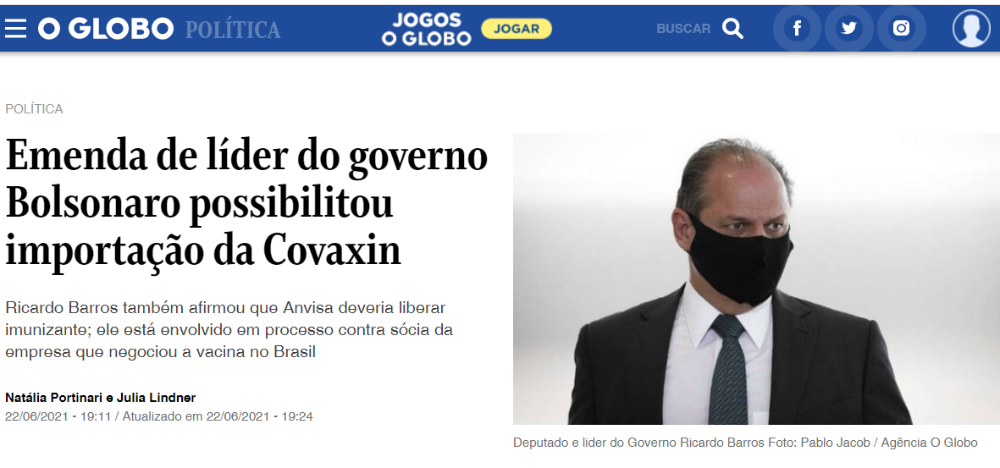 O GLOBO POLÍTICA
JOGOS
O GLOBO
JOGAR
BUSCAR
POLÍTICA
Emenda de líder do governo
Bolsonaro possibilitou
importação da Covaxin
Ricardo Barros também afirmou que Anvisa deveria liberar
imunizante; ele está envolvido em processo contra sócia da
empresa que negociou a vacina no Brasil
Natália Portinari e Julia Lindner
22/06/2021 - 19:11 / Atualizado em 22/06/2021 - 19:24
Deputado e lider do Governo Ricardo Barros Foto: Pablo Jacob / Agência O Globo